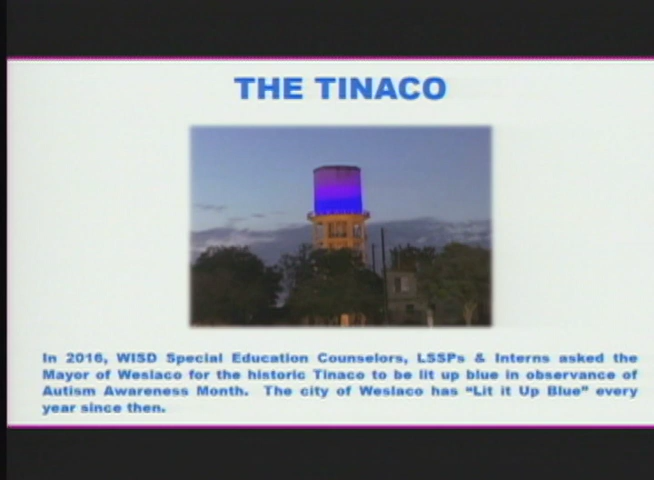 THE TINACO
In 2016, WISD Special Education Counselors, LSSPs & Interns asked the
Mayor of Weslaco for the historic Tinaco to be lit up blue in observance of
Autism Awareness Month. The city of Weslaco has “Lit it Up Blue” every
year since then.